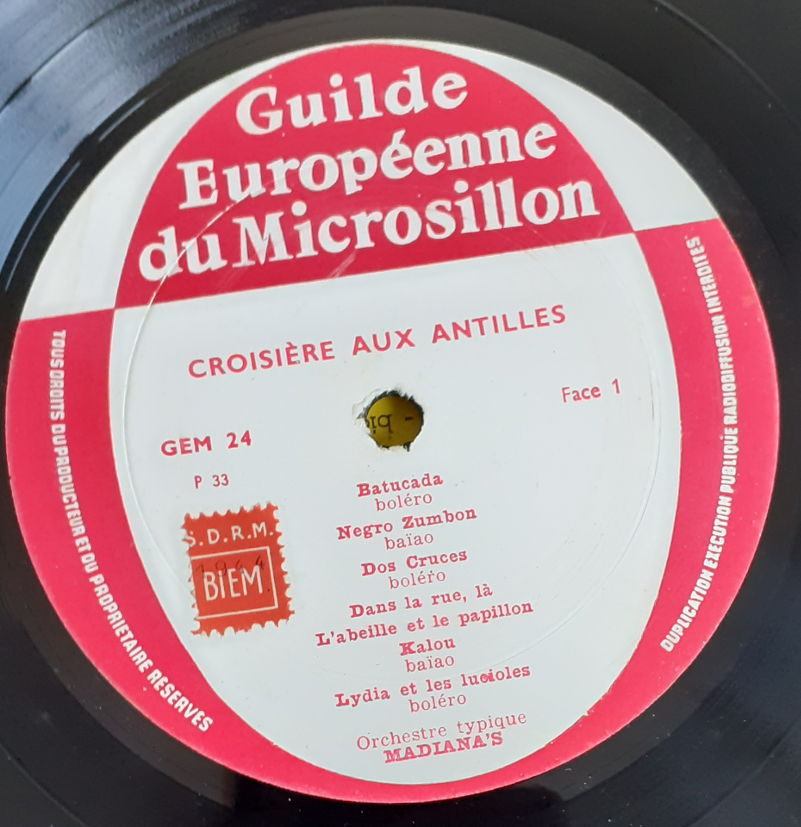 Guilde
Européenne
du Microsillon
CROISIÈRE AUX ANTILLES
Face 1
GEM 24
P 33
S.D.R.M.
BIEM
Batucada
boléro
Negro Zumbon
baïao
Dos Cruces
boléro
Dans la rue, là
L'abeille et le papillon
Kalou
baïao
Lydia et les lucioles
boléro
Orchestre typique
MADIANA'S
TOUS DROITS DU PRODUCTEUR ET DU PROPRIETAIRE RESERVES
DUPLICATION EXECUTION PUBLIQUE RADIODIFFUSION INTERDITES